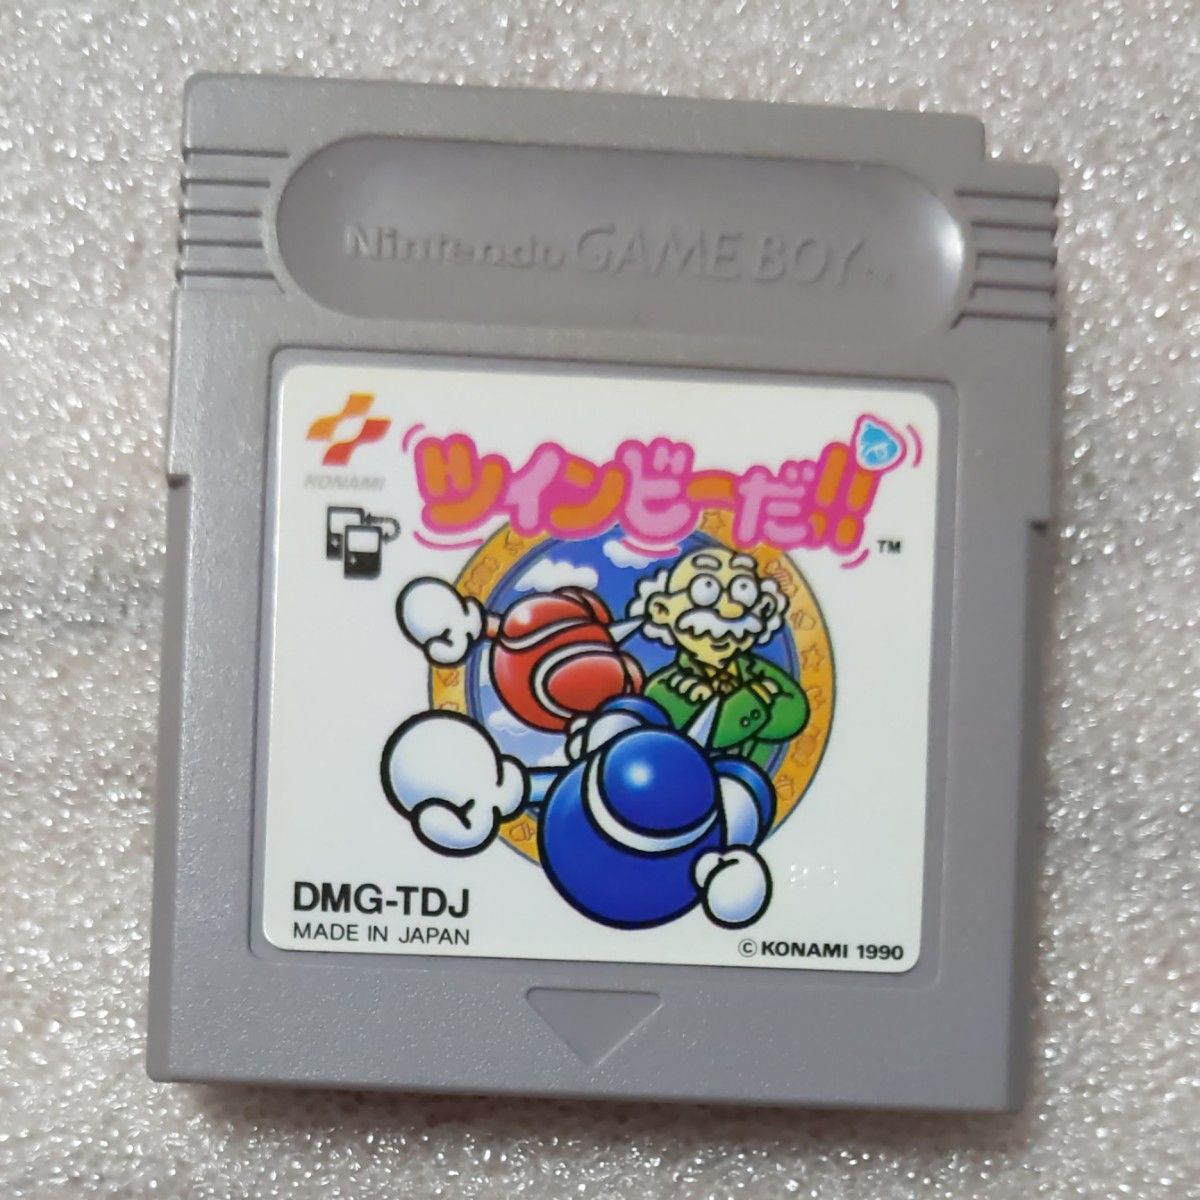 Nintendo GAME BOY
KONAMI
ツインビーだ!!
TM
DMG-TDJ
MADE IN JAPAN
© KONAMI 1990